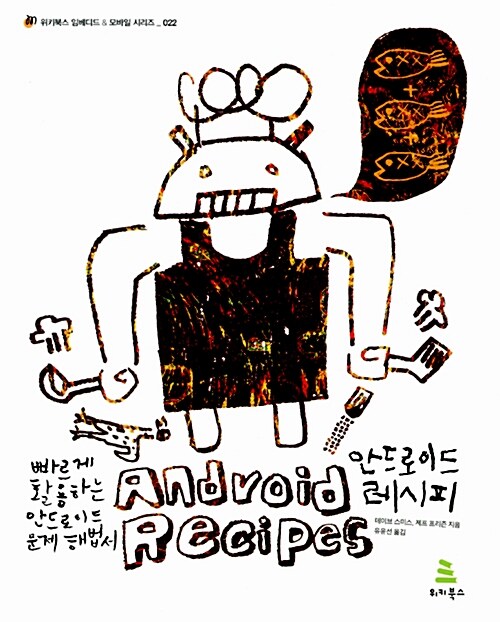 위키북스 임베디드 & 모바일 시리즈 _ 022
빠르게
활용하는
안드로이드
문제 해법서
Android
Recipes
안드로이드
레시피
데이브 스미스, 제프 프리즌 지음
유윤선 옮김
위키북스